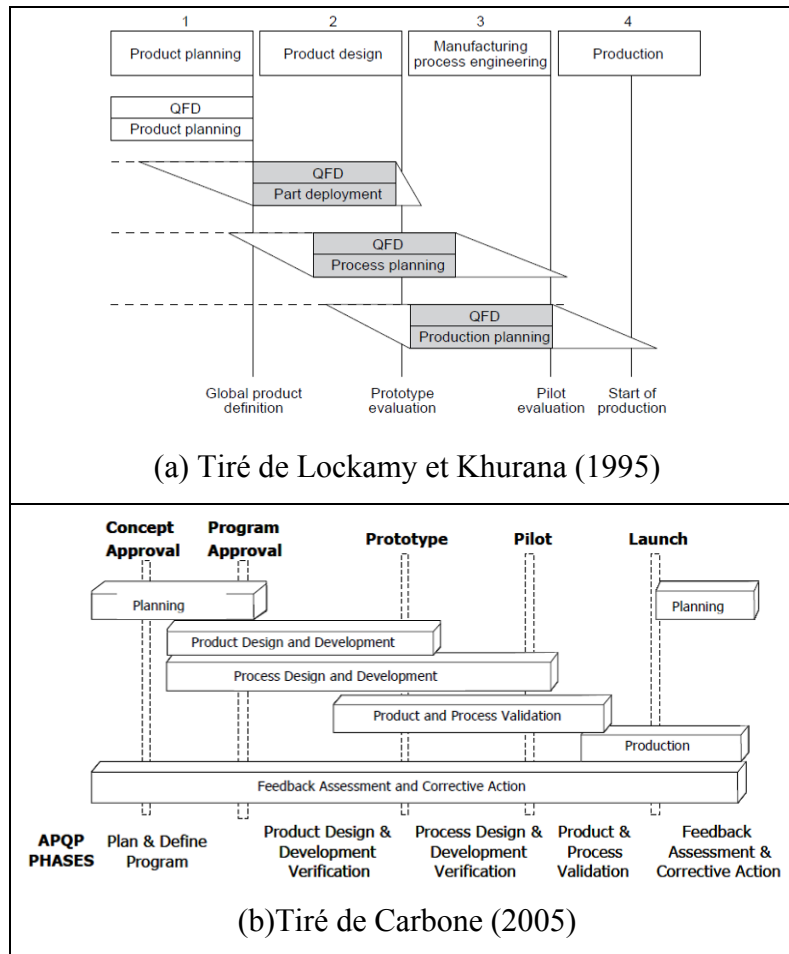 1 2 3 4
Product planning Product design Manufacturing process engineering Production
QFD
Product planning
QFD
Part deployment
QFD
Process planning
QFD
Production planning
Global product definition Prototype evaluation Pilot evaluation Start of production
(a) Tiré de Lockamy et Khurana (1995)
Concept Approval Program Approval Prototype Pilot Launch
Planning Planning
Product Design and Development
Process Design and Development
Product and Process Validation
Production
Feedback Assessment and Corrective Action
APQP PHASES Plan & Define Program Product Design & Development Verification Process Design & Development Verification Product & Process Validation Feedback Assessment & Corrective Action
(b)Tiré de Carbone (2005)